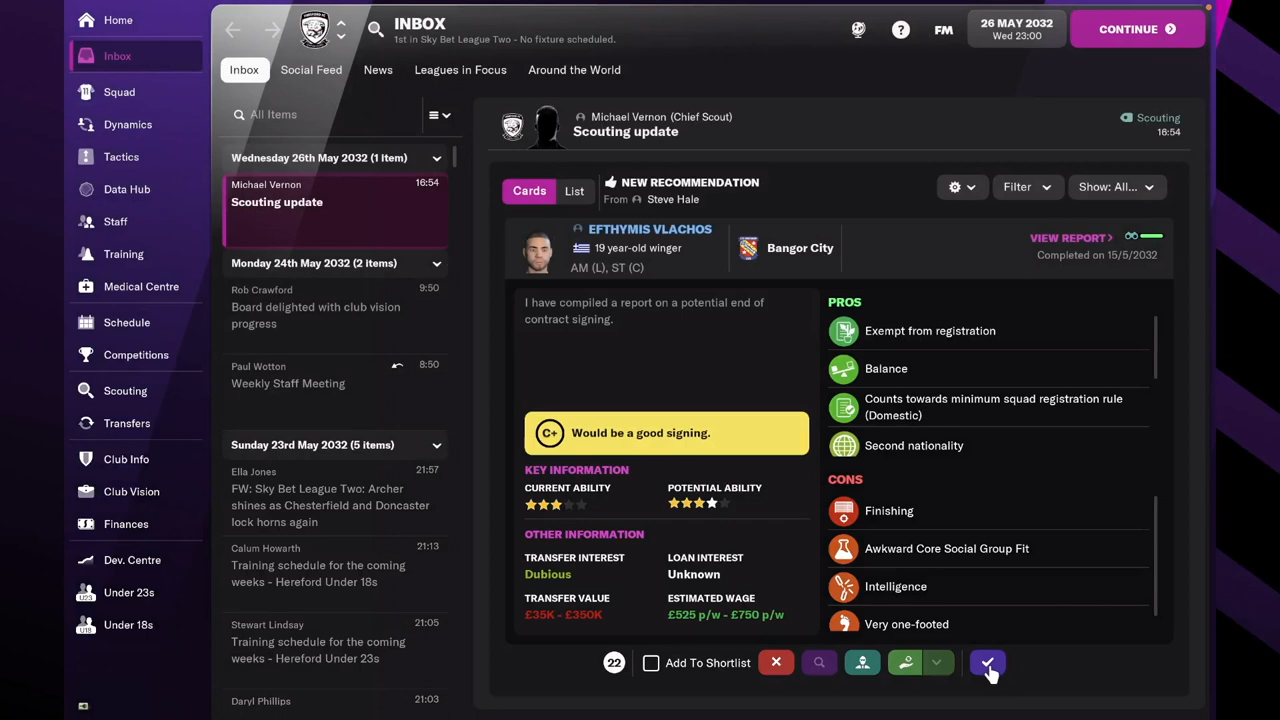 Home
Inbox
Squad
Dynamics
Tactics
Data Hub
Staff
Training
Medical Centre
Schedule
Competitions
Scouting
Transfers
Club Info
Club Vision
Finances
Dev. Centre
Under 23s
Under 18s
INBOX
1st in Sky Bet League Two - No fixture scheduled.
FM
26 MAY 2032
Wed 23:00
CONTINUE
Inbox
Social Feed
News
Leagues in Focus
Around the World
All Items
Wednesday 26th May 2032 (1 Item)
Michael Vernon 16:54
Scouting update
Monday 24th May 2032 (2 items)
Rob Crawford 9:50
Board delighted with club vision
progress
Paul Wotton 8:50
Weekly Staff Meeting
Sunday 23rd May 2032 (5 items)
Ella Jones 21:57
FW: Sky Bet League Two: Archer
shines as Chesterfield and Doncaster
lock horns again
Calum Howarth 21:13
Training schedule for the coming
weeks - Hereford Under 18s
Stewart Lindsay 21:05
Training schedule for the coming
weeks - Hereford Under 23s
Daryl Phillips 21:03
Michael Vernon (Chief Scout)
Scouting update
Scouting
16:54
Cards
List
NEW RECOMMENDATION
From Steve Hale
Filter
Show: All...
EFTHYMIS VLACHOS
19 year-old winger
AM (L), ST (C)
Bangor City
VIEW REPORT >
Completed on 15/5/2032
I have compiled a report on a potential end of
contract signing.
C+ Would be a good signing.
KEY INFORMATION
CURRENT ABILITY
POTENTIAL ABILITY
OTHER INFORMATION
TRANSFER INTEREST
LOAN INTEREST
Dubious
Unknown
TRANSFER VALUE
ESTIMATED WAGE
£35K - £350K
£525 p/w - £750 p/w
PROS
Exempt from registration
Balance
Counts towards minimum squad registration rule
(Domestic)
Second nationality
CONS
Finishing
Awkward Core Social Group Fit
Intelligence
Very one-footed
22
Add To Shortlist